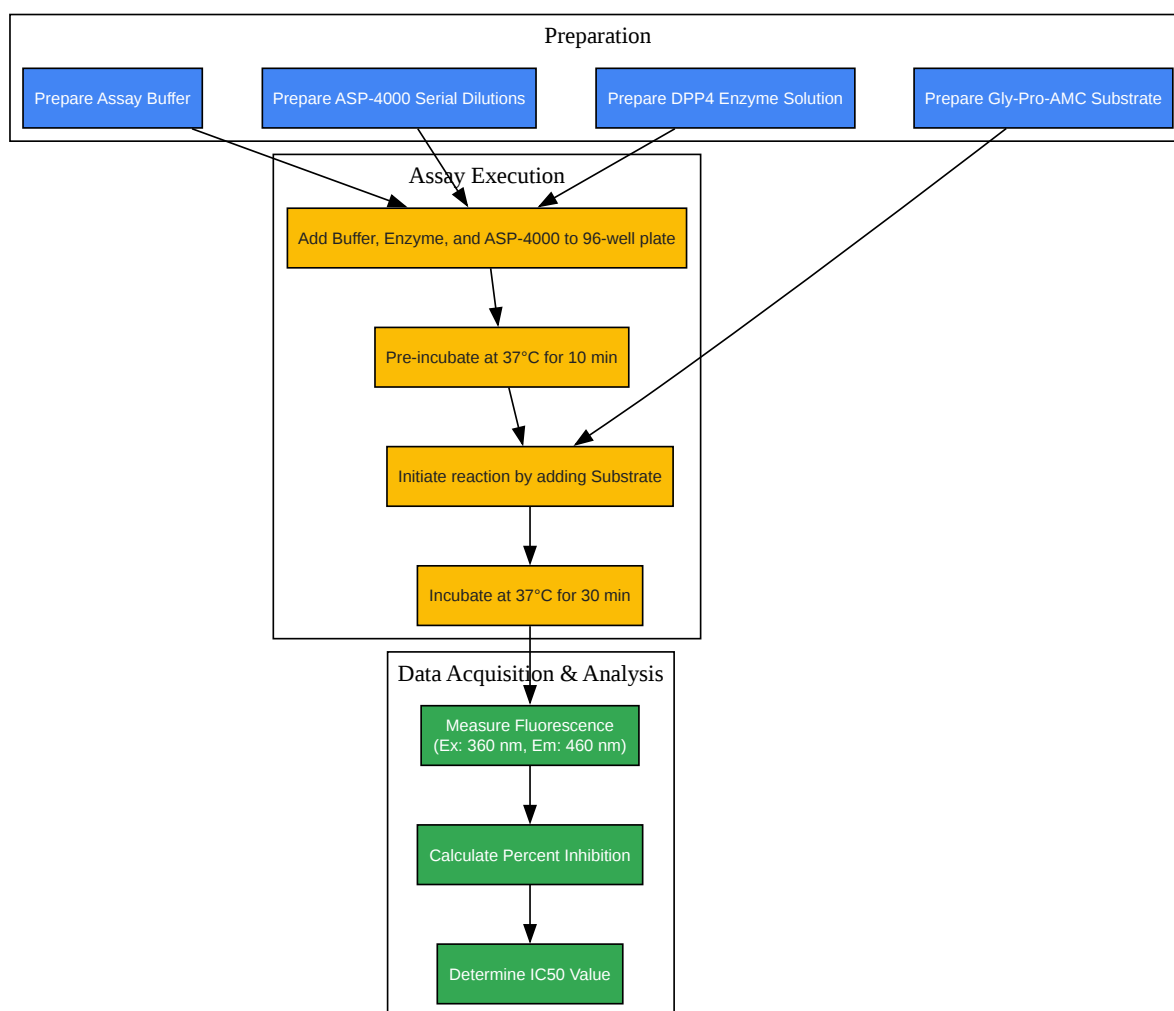 Preparation
Prepare Assay Buffer
Prepare ASP-4000 Serial Dilutions
Prepare DPP4 Enzyme Solution
Prepare Gly-Pro-AMC Substrate
Assay Execution
Add Buffer, Enzyme, and ASP-4000 to 96-well plate
Pre-incubate at 37°C for 10 min
Initiate reaction by adding Substrate
Incubate at 37°C for 30 min
Data Acquisition & Analysis
Measure Fluorescence
(Ex: 360 nm, Em: 460 nm)
Calculate Percent Inhibition
Determine IC50 Value